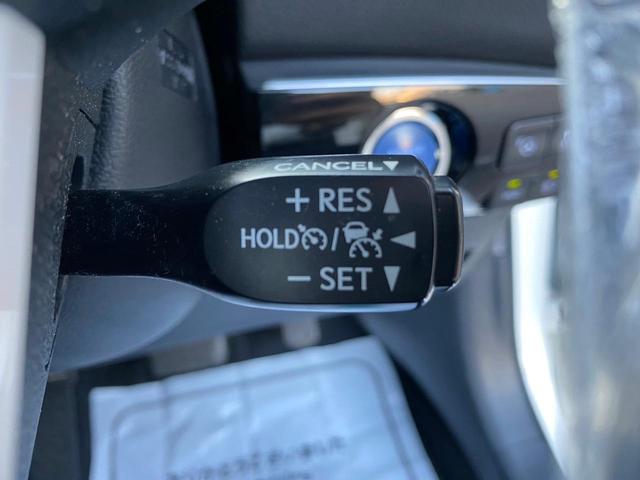 CANCEL▼
+ RES ▲
HOLD / ◀
− SET ▼